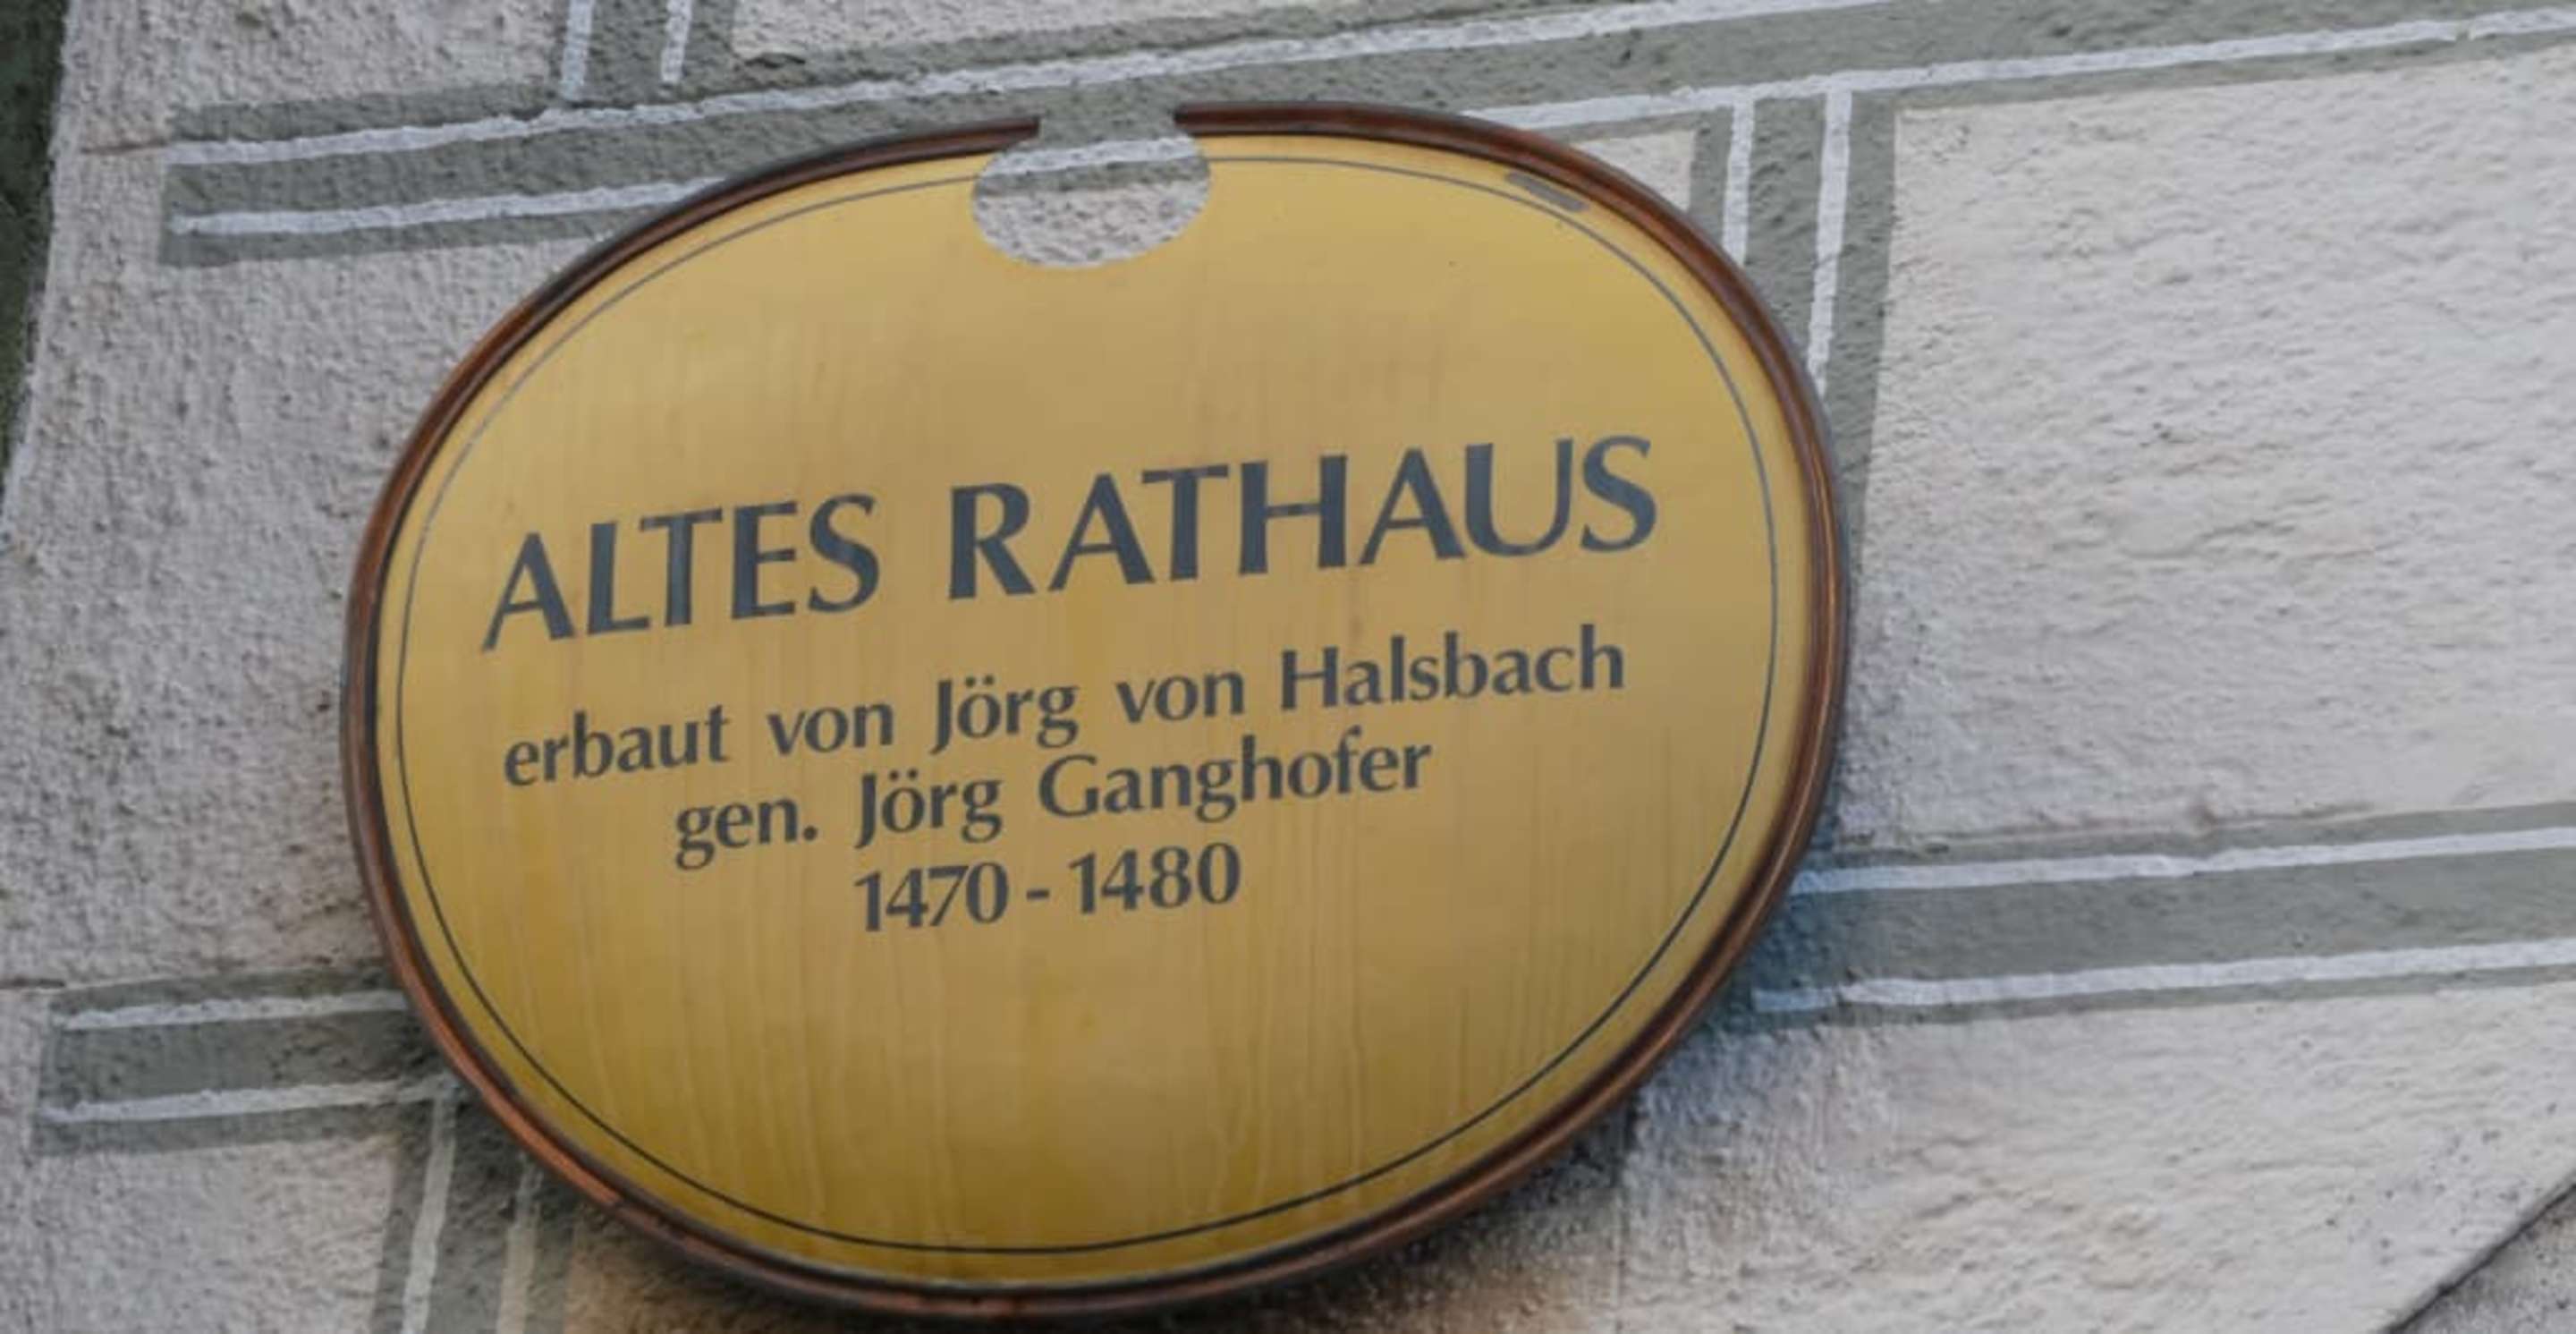 ALTES RATHAUS
erbaut von Jörg von Halsbach
gen. Jörg Ganghofer
1470 - 1480